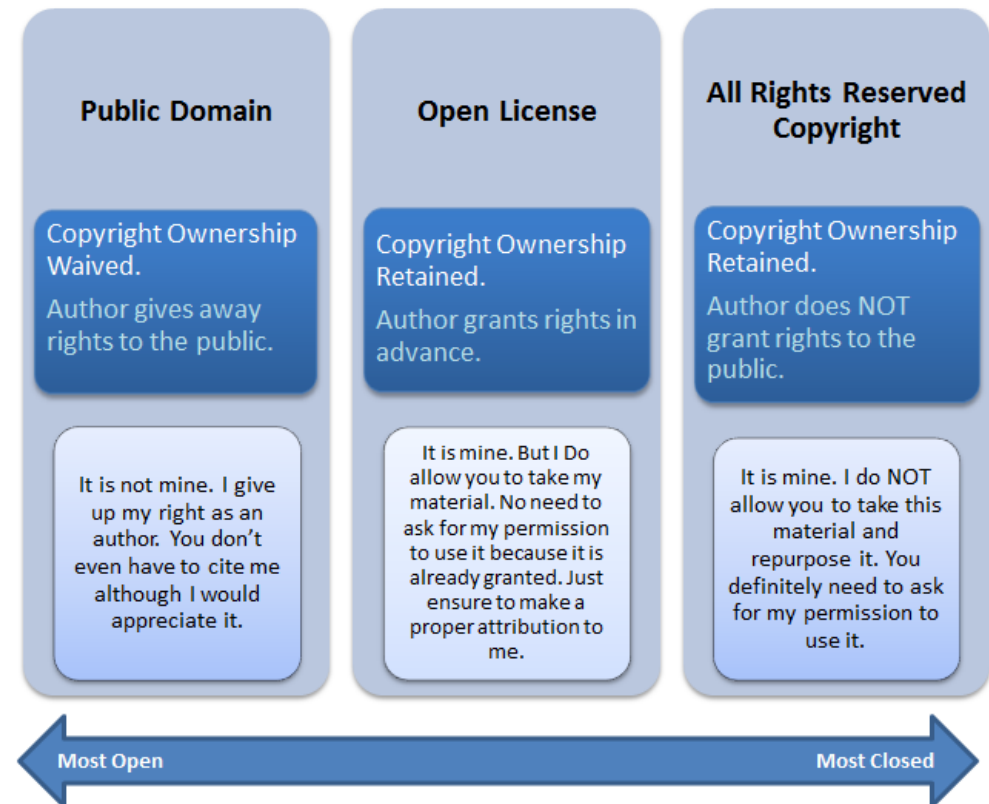 Public Domain
Copyright Ownership
Waived.
Author gives away
rights to the public.
It is not mine. I give
up my right as an
author. You don't
even have to cite me
although I would
appreciate it.
Open License
Copyright Ownership
Retained.
Author grants rights in
advance.
It is mine. But I Do
allow you to take my
material. No need to
ask for my permission
to use it because it is
already granted. Just
ensure to make a
proper attribution to
me.
All Rights Reserved
Copyright
Copyright Ownership
Retained.
Author does NOT
grant rights to the
public.
It is mine. I do NOT
allow you to take this
material and
repurpose it. You
definitely need to ask
for my permission to
use it.
Most Open
Most Closed